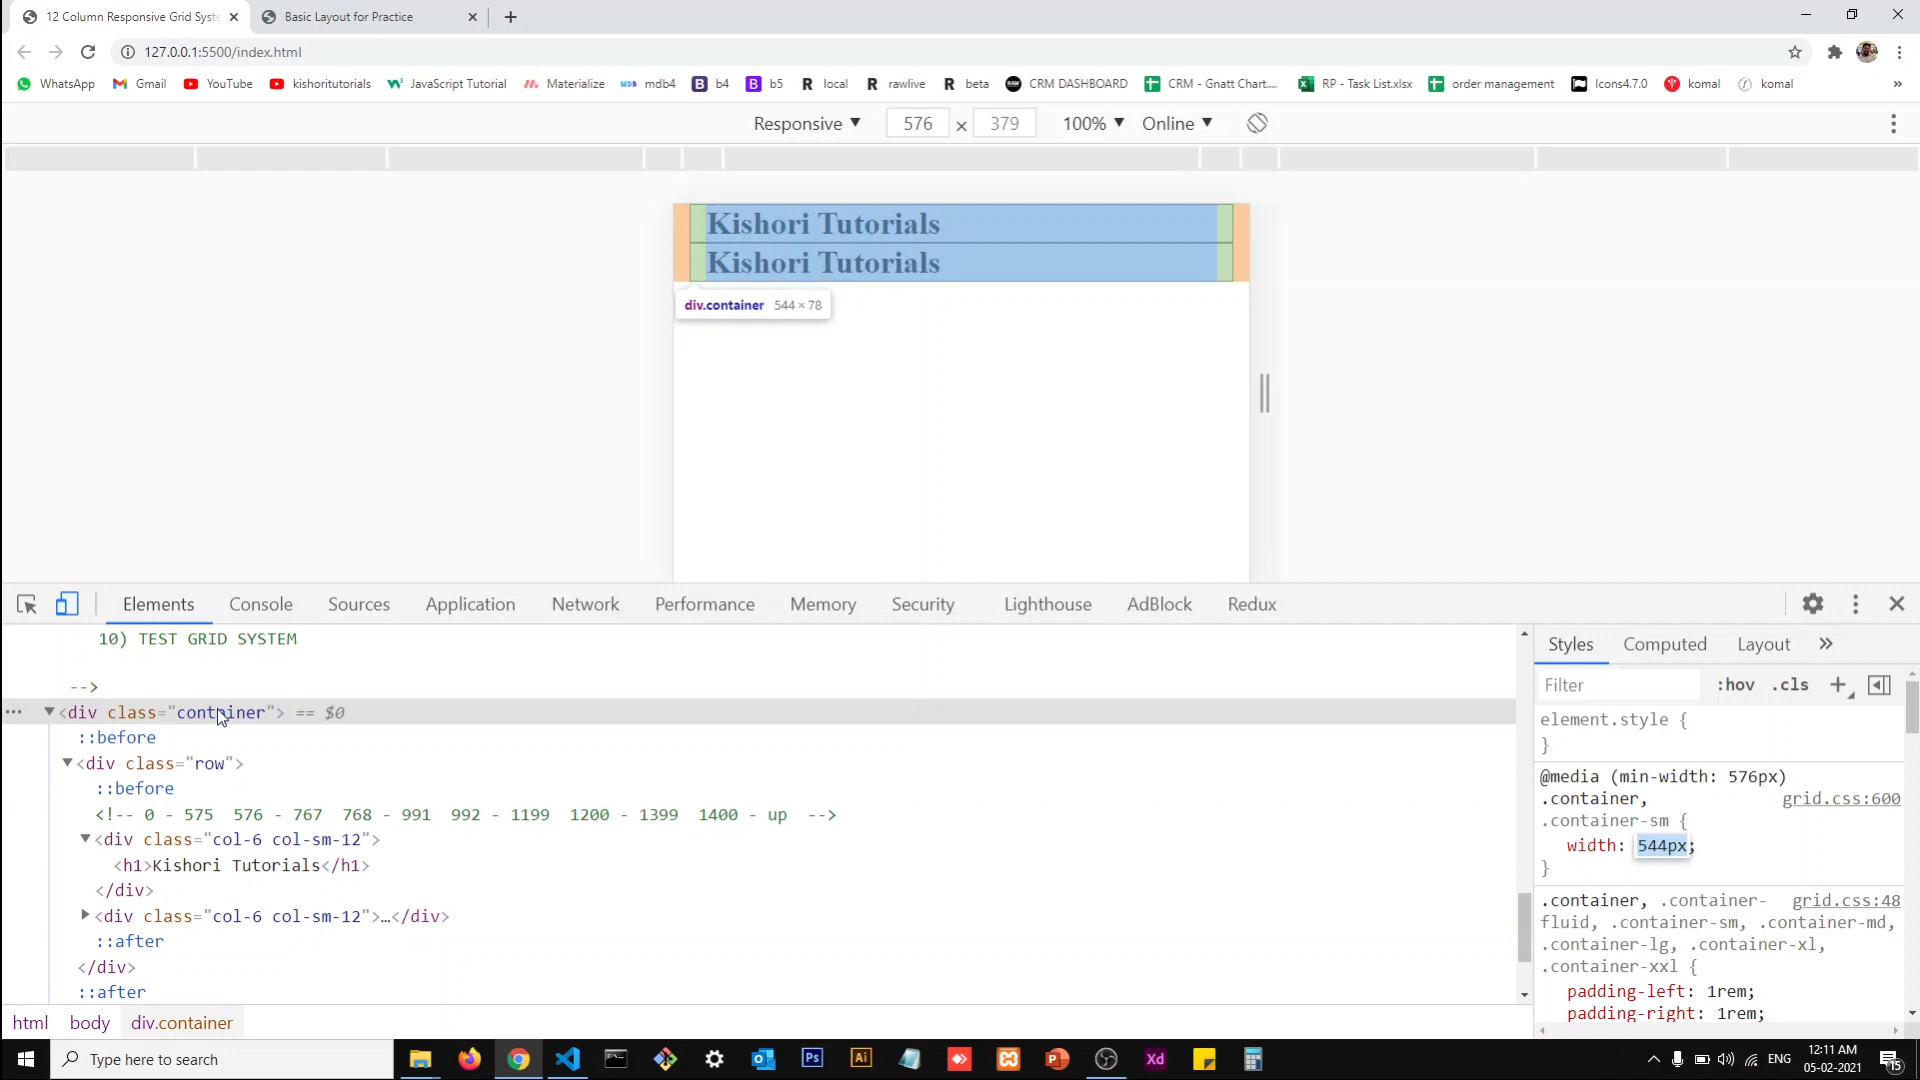 12 Column Responsive Grid Syst
Basic Layout for Practice
127.0.0.1:5500/index.html
WhatsApp Gmail YouTube kishoritutorials JavaScript Tutorial Materialize mdb4 b4 b5 local rawlive beta CRM DASHBOARD CRM - Gnatt Chart.... RP - Task List.xlsx order management Icons4.7.0 komal komal »
Responsive 576 × 379 100% Online
Kishori Tutorials
Kishori Tutorials
div.container 544 × 78
Elements Console Sources Application Network Performance Memory Security Lighthouse AdBlock Redux
10) TEST GRID SYSTEM
-->
<div class="container"> == $0
::before
<div class="row">
::before
<!-- 0 - 575 576 - 767 768 - 991 992 - 1199 1200 - 1399 1400 - up -->
<div class="col-6 col-sm-12">
<h1>Kishori Tutorials</h1>
</div>
<div class="col-6 col-sm-12">…</div>
::after
</div>
::after
html body div.container
Styles Computed Layout »
Filter :hov .cls +
element.style {
}
@media (min-width: 576px)
.container, grid.css:600
.container-sm {
width: 544px;
}
.container, .container- grid.css:48
fluid, .container-sm, .container-md,
.container-lg, .container-xl,
.container-xxl {
padding-left: 1rem;
padding-right: 1rem;
Type here to search
Ps Ai Xd
ENG
12:11 AM
05-02-2021
15